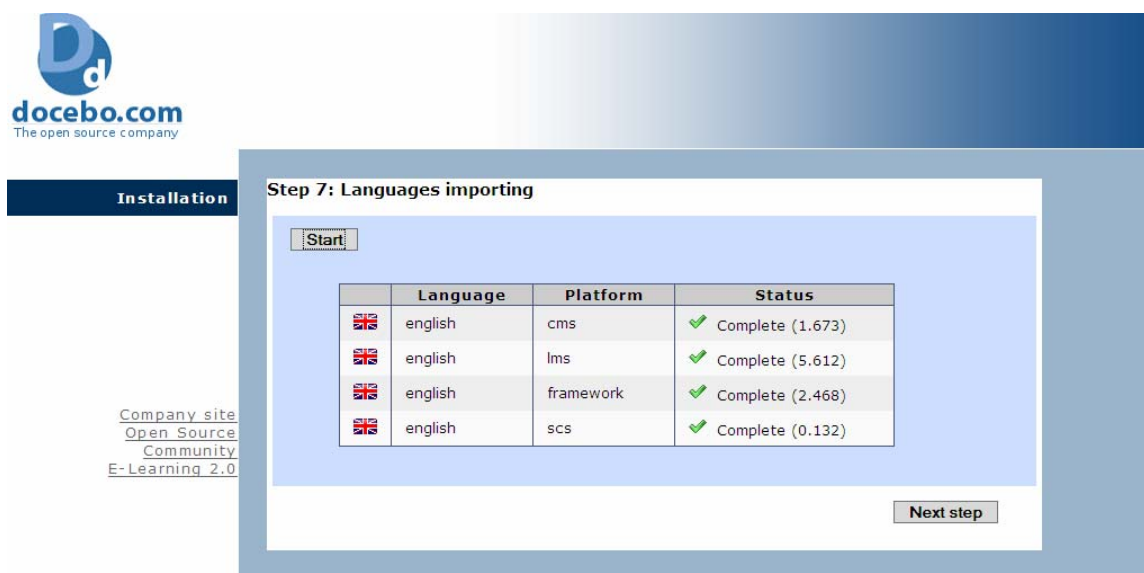 Dd
docebo.com
The open source company
Installation
Company site
Open Source
Community
E-Learning 2.0
Step 7: Languages importing
Start
Language Platform Status
english cms Complete (1.673)
english lms Complete (5.612)
english framework Complete (2.468)
english scs Complete (0.132)
Next step